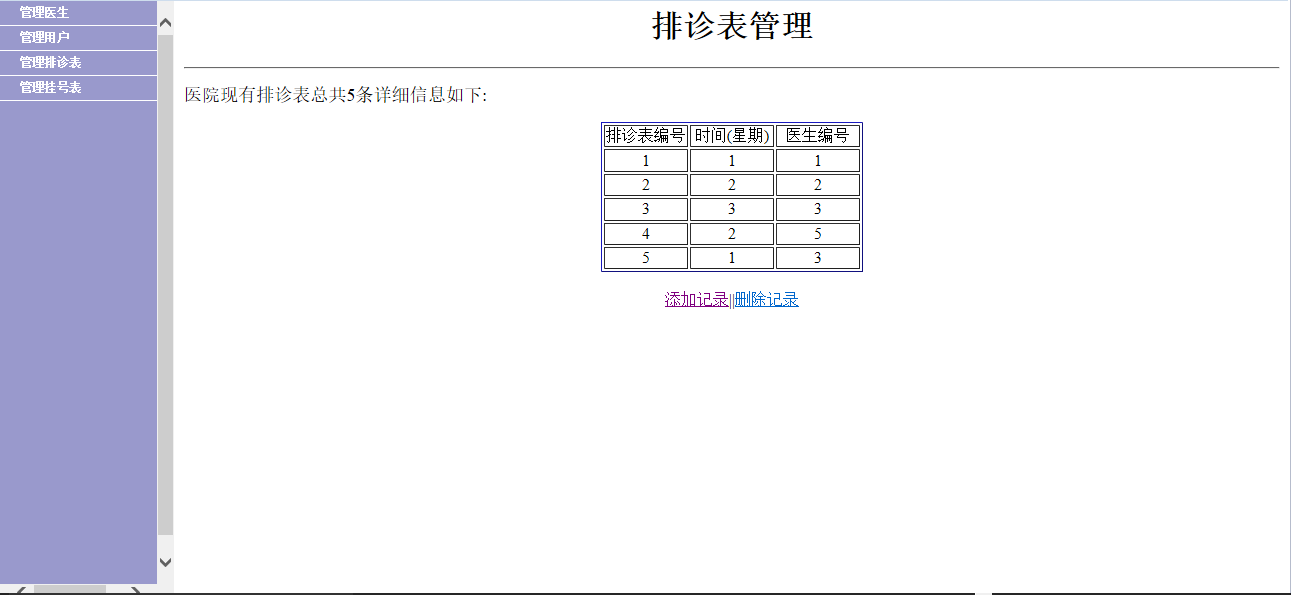 管理医生
管理用户
管理排诊表
管理挂号表
排诊表管理
医院现有排诊表总共5条详细信息如下:
排诊表编号 时间(星期) 医生编号
1 1 1
2 2 2
3 3 3
4 2 5
5 1 3
添加记录||删除记录